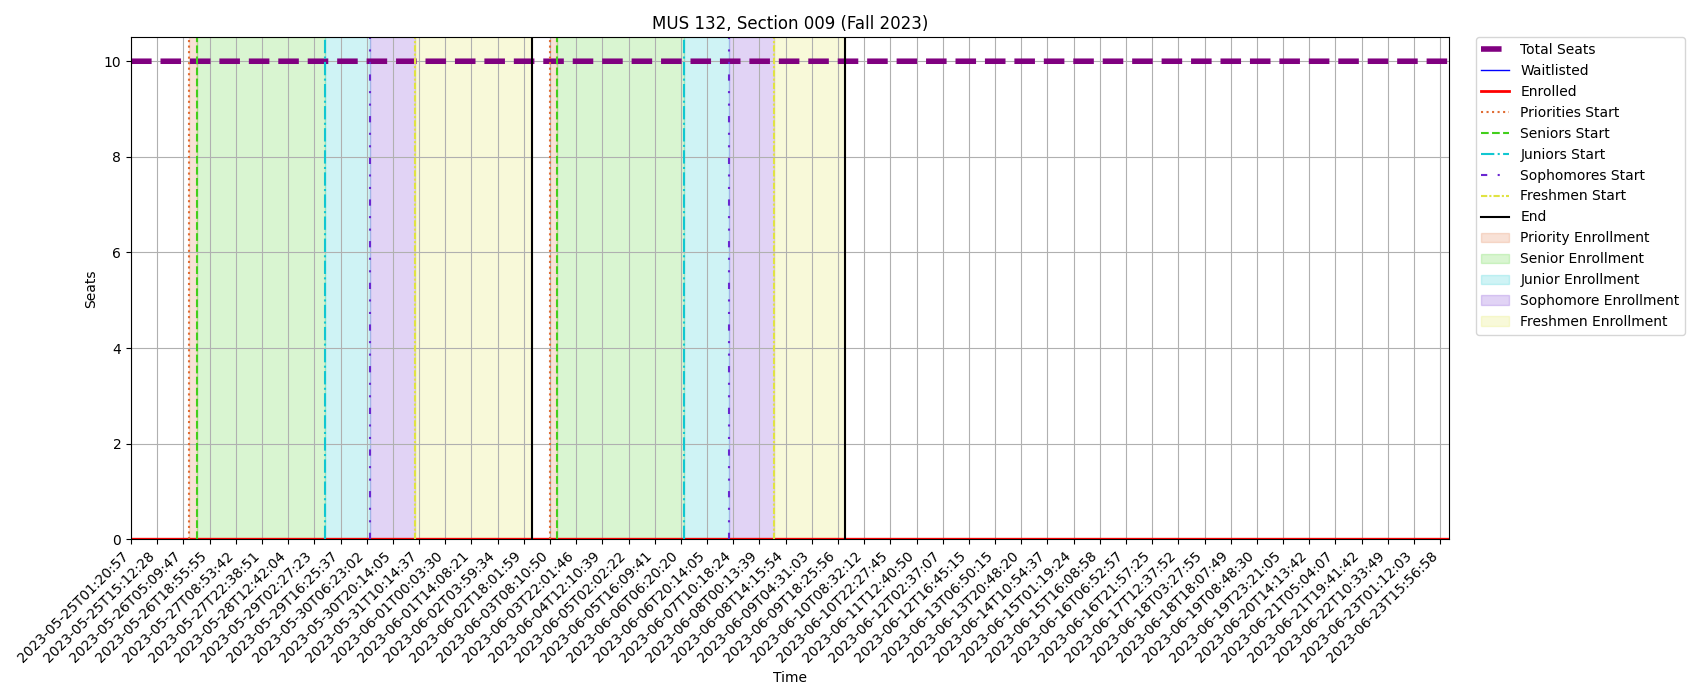 MUS 132, Section 009 (Fall 2023)
Seats
10
8
6
4
2
0
2023-05-25T01:20:57
2023-05-25T15:12:28
2023-05-26T05:09:47
2023-05-26T18:55:55
2023-05-27T08:53:42
2023-05-27T22:38:51
2023-05-28T12:42:04
2023-05-29T02:27:23
2023-05-29T16:25:37
2023-05-30T06:23:02
2023-05-30T20:14:05
2023-05-31T10:14:37
2023-06-01T00:03:30
2023-06-01T14:08:21
2023-06-02T03:59:34
2023-06-02T18:01:59
2023-06-03T08:10:50
2023-06-03T22:01:46
2023-06-04T12:10:39
2023-06-05T02:02:22
2023-06-05T16:09:41
2023-06-06T06:20:20
2023-06-06T20:14:05
2023-06-07T10:18:24
2023-06-08T00:13:39
2023-06-08T14:15:54
2023-06-09T04:31:03
2023-06-09T18:25:56
2023-06-10T08:32:12
2023-06-10T22:27:45
2023-06-11T12:40:50
2023-06-12T02:37:07
2023-06-12T16:45:15
2023-06-13T06:50:15
2023-06-13T20:48:20
2023-06-14T10:54:37
2023-06-15T01:19:24
2023-06-15T16:08:58
2023-06-16T06:52:57
2023-06-16T21:57:25
2023-06-17T12:37:52
2023-06-18T03:27:55
2023-06-18T18:07:49
2023-06-19T08:48:30
2023-06-19T23:21:05
2023-06-20T14:13:42
2023-06-21T05:04:07
2023-06-21T19:41:42
2023-06-22T10:33:49
2023-06-23T01:12:03
2023-06-23T15:56:58
Time
Total Seats
Waitlisted
Enrolled
Priorities Start
Seniors Start
Juniors Start
Sophomores Start
Freshmen Start
End
Priority Enrollment
Senior Enrollment
Junior Enrollment
Sophomore Enrollment
Freshmen Enrollment